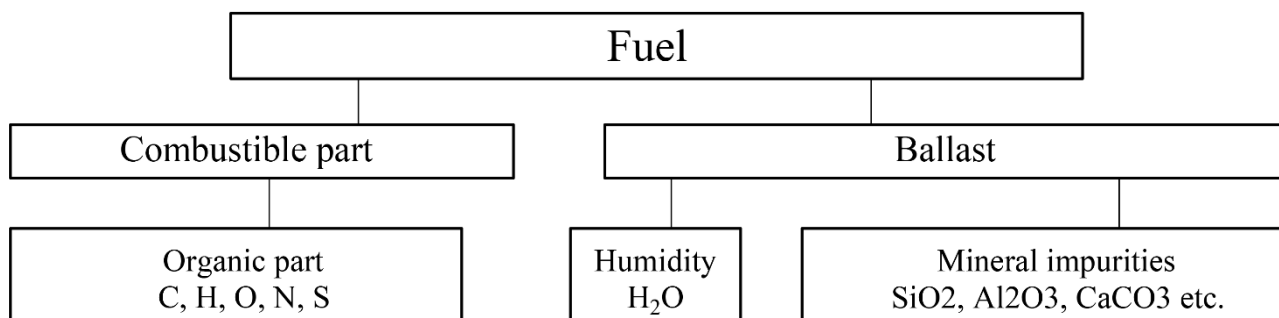 Fuel
Combustible part
Ballast
Organic part
C, H, O, N, S
Humidity
H₂O
Mineral impurities
SiO2, Al2O3, CaCO3 etc.